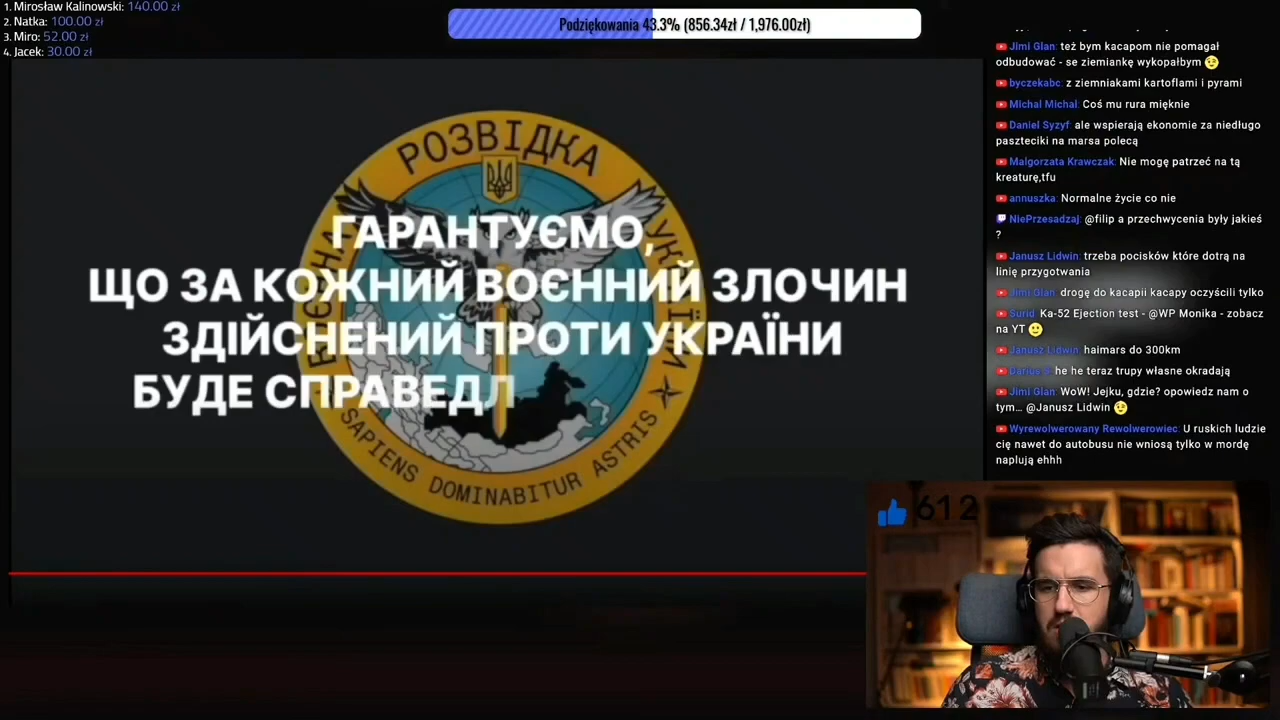 1. Mirosław Kalinowski: 140.00 zł
2. Natka: 100.00 zł
3. Miro: 52.00 zł
4. Jacek: 30.00 zł
Podziękowania 43.3% (856.34zł / 1,976.00zł)
РОЗВІДКА
УКРАЇНИ
SAPIENS DOMINABITUR ASTRIS
ГАРАНТУЄМО,
ЩО ЗА КОЖНИЙ ВОЄННИЙ ЗЛОЧИН
ЗДІЙСНЕНИЙ ПРОТИ УКРАЇНИ
БУДЕ СПРАВЕДЛ
Jimi Glan: też bym kacapom nie pomagał
odbudować - se ziemiankę wykopałbym
byczekabc: z ziemniakami kartoflami i pyrami
Michal Michal: Coś mu rura mięknie
Daniel Syzyf: ale wspierają ekonomie za niedługo
paszteciki na marsa polecą
Malgorzata Krawczak: Nie mogę patrzeć na tą
kreaturę,tfu
annuszka: Normalne życie co nie
NiePrzesadzaj: @filip a przechwycenia były jakieś
?
Janusz Lidwin: trzeba pocisków które dotrą na
linię przygotwania
Jimi Glan: drogę do kacapii kacapy oczyścili tylko
Surid: Ka-52 Ejection test - @WP Monika - zobacz
na YT
Janusz Lidwin: haimars do 300km
he he teraz trupy własne okradają
Jimi Glan: WoW! Jejku, gdzie? opowiedz nam o
tym... @Janusz Lidwin
Wyrewolwerowany Rewolwerowiec: U ruskich ludzie
cię nawet do autobusu nie wniosą tylko w mordę
naplują ehhh
612